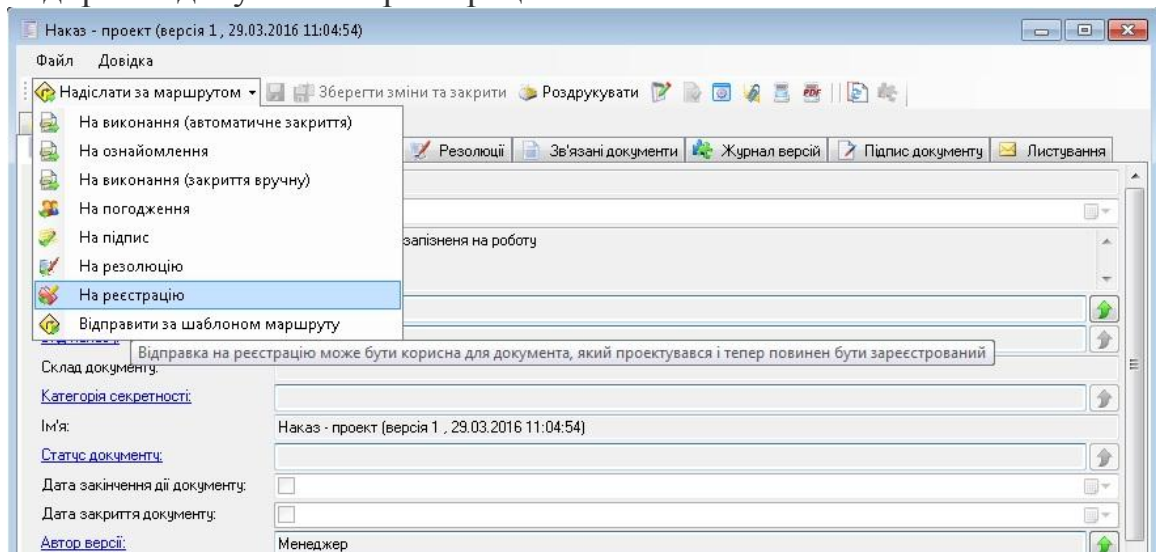 Наказ - проект (версія 1 , 29.03.2016 11:04:54)
Файл Довідка
Надіслати за маршрутом Зберегти зміни та закрити Роздрукувати PDF
На виконання (автоматичне закриття)
На ознайомлення
Резолюції Зв'язані документи Журнал версій Підпис документу Листування
На виконання (закриття вручну)
На погодження
На підпис
запізненя на роботу
На резолюцію
На реєстрацію
Відправити за шаблоном маршруту
Відправка на реєстрацію може бути корисна для документа, який проектувався і тепер повинен бути зареєстрований
Склад документу:
Категорія секретності:
Ім'я: Наказ - проект (версія 1 , 29.03.2016 11:04:54)
Статус документу:
Дата закінчення дії документу:
Дата закриття документу:
Автор версії: Менеджер